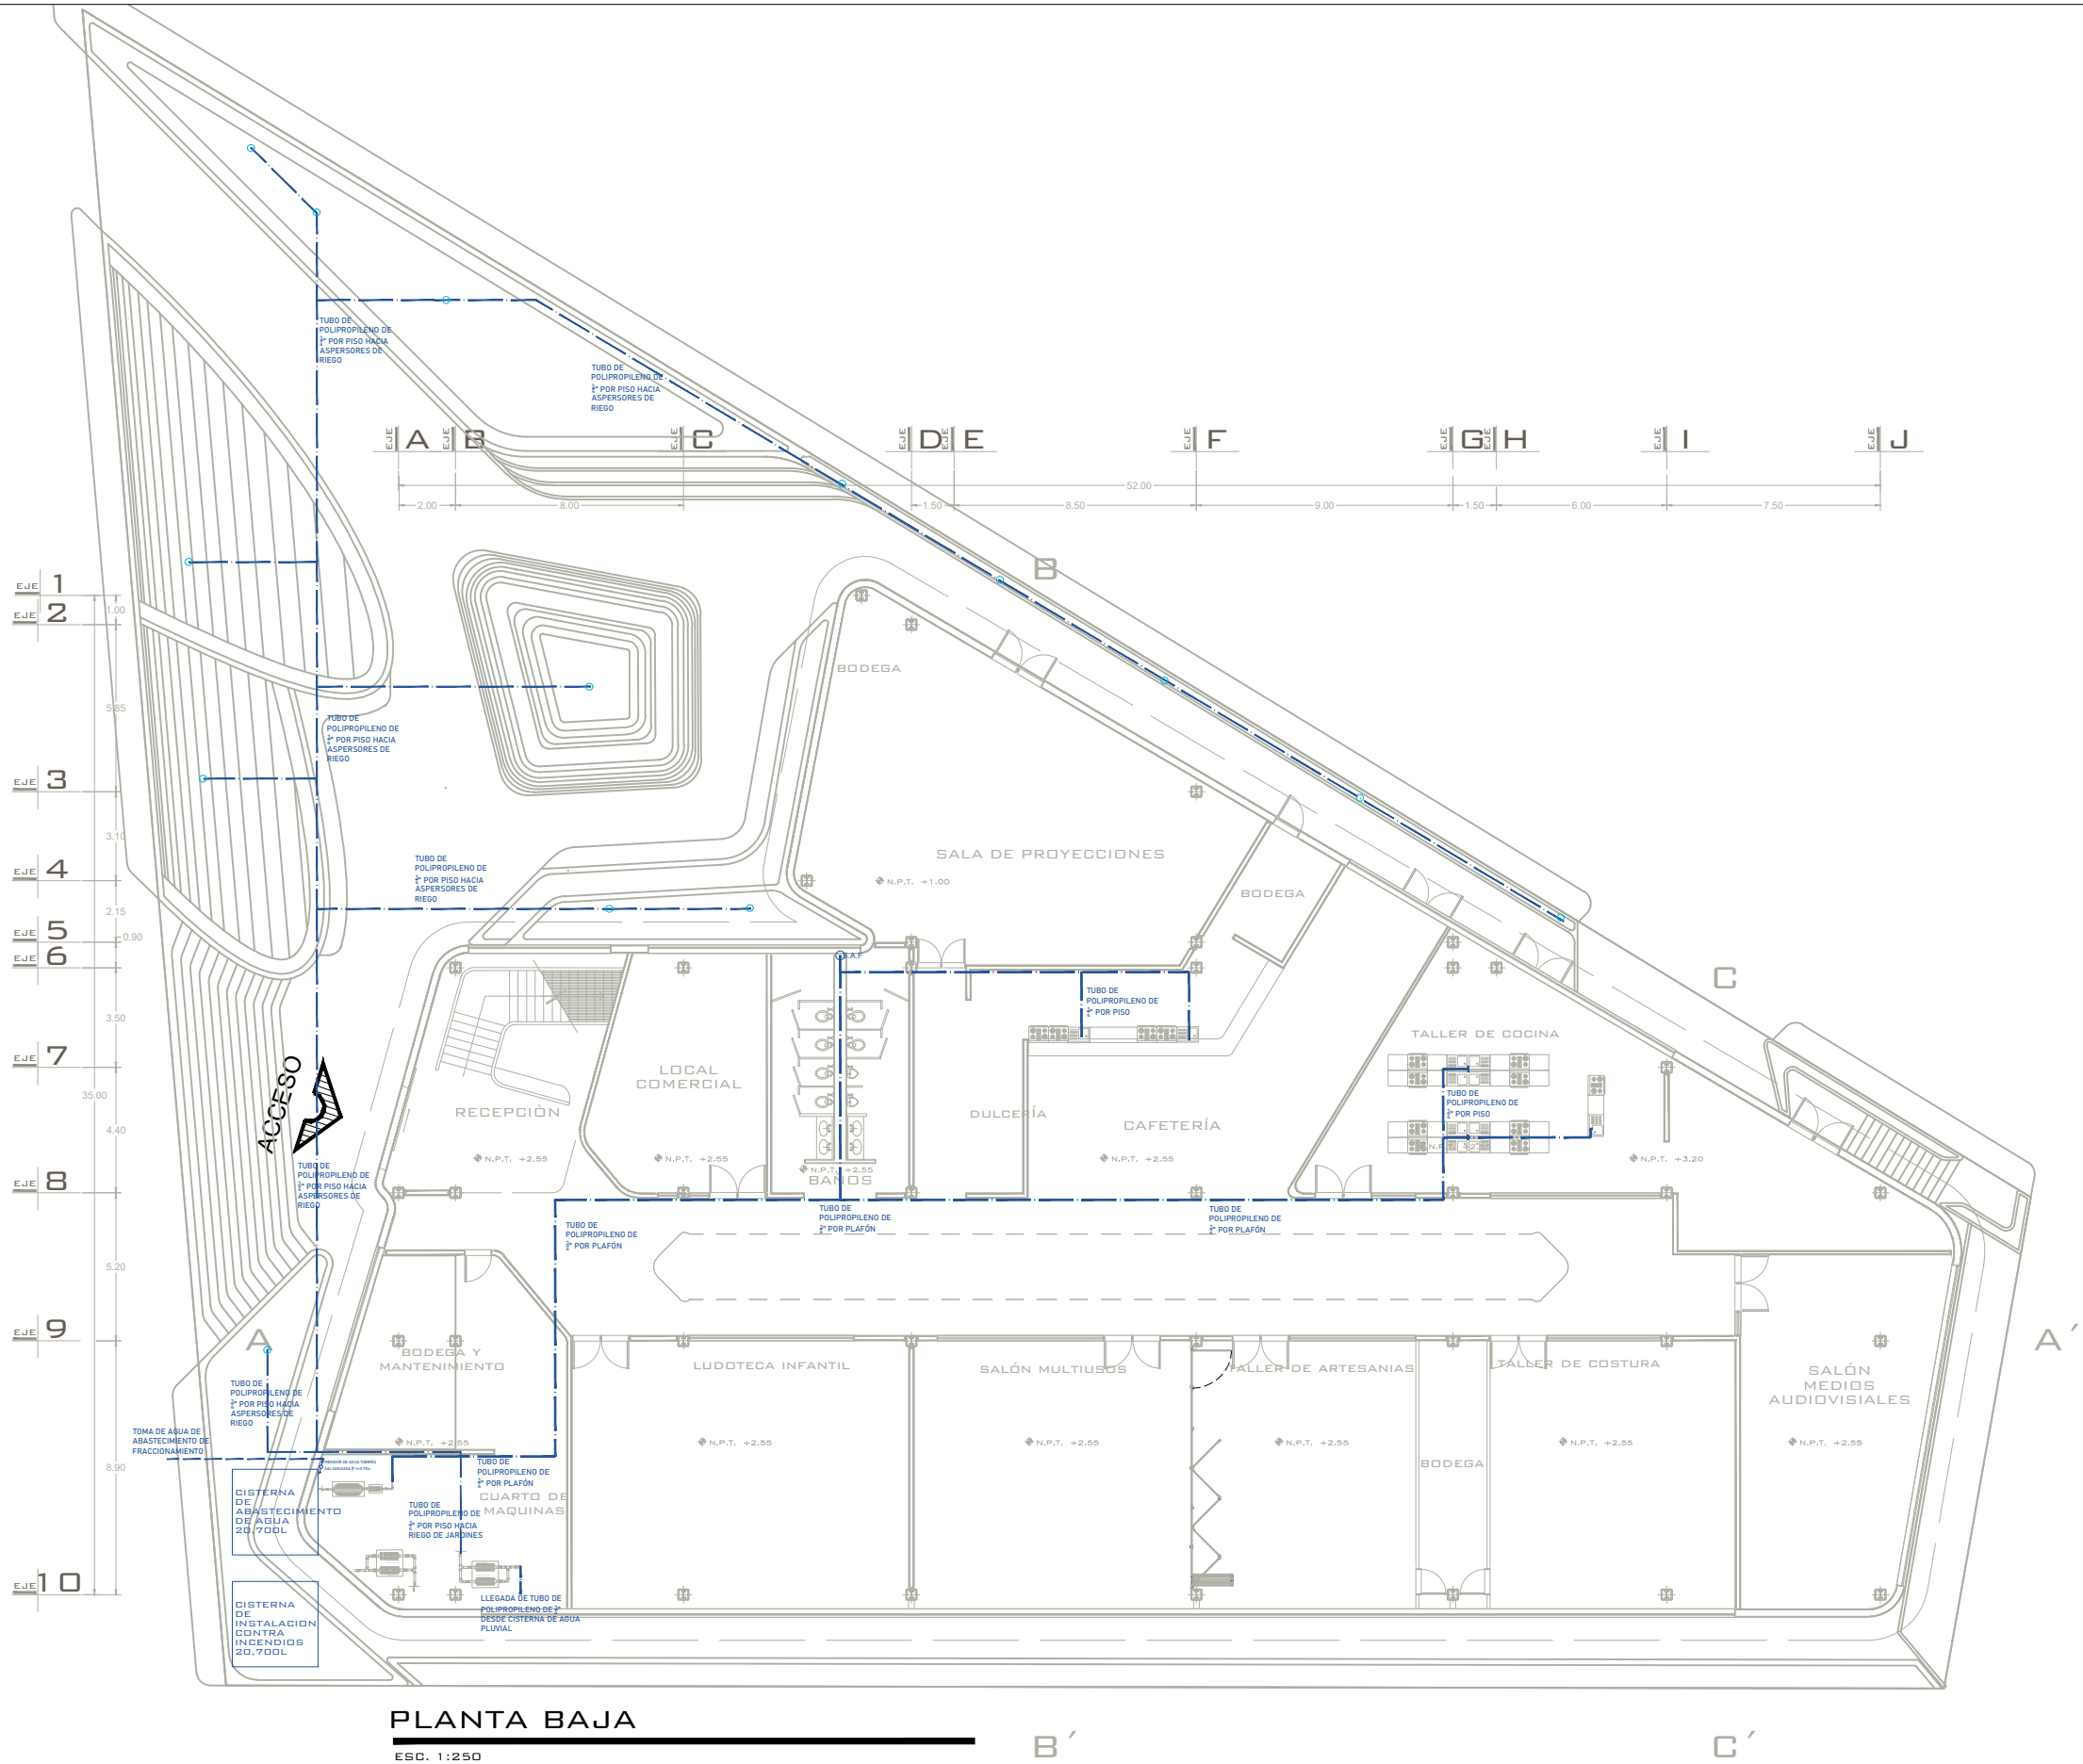 TUBO DE
POLIPROPILENO DE
¾" POR PISO HACIA
ASPERSORES DE
RIEGO
TUBO DE
POLIPROPILENO DE
¾" POR PISO HACIA
ASPERSORES DE
RIEGO
EJE A
EJE B
EJE C
EJE D
EJE E
EJE F
EJE G
EJE H
EJE I
EJE J
52.00
2.00
8.00
1.50
8.50
9.00
1.50
6.00
7.50
B
EJE 1
1.00
EJE 2
BODEGA
5.85
TUBO DE
POLIPROPILENO DE
¾" POR PISO HACIA
ASPERSORES DE
RIEGO
EJE 3
3.10
TUBO DE
POLIPROPILENO DE
¾" POR PISO HACIA
ASPERSORES DE
RIEGO
SALA DE PROYECCIONES
N.P.T. +1.00
BODEGA
EJE 4
2.15
EJE 5
0.90
EJE 6
S.A.F
C
3.50
TUBO DE
POLIPROPILENO DE
¾" POR PISO
TALLER DE COCINA
EJE 7
35.00
ACCESO
LOCAL
COMERCIAL
RECEPCIÒN
DULCERÍA
CAFETERÍA
TUBO DE
POLIPROPILENO DE
¾" POR PISO
4.40
N.P.T. +2.55
N.P.T. +2.55
N.P.T. +2.55
BAÑOS
N.P.T. +2.55
N.P.T. +3.20
TUBO DE
POLIPROPILENO DE
¾" POR PISO HACIA
ASPERSORES DE
RIEGO
EJE 8
TUBO DE
POLIPROPILENO DE
¾" POR PLAFÓN
TUBO DE
POLIPROPILENO DE
¾" POR PLAFÓN
TUBO DE
POLIPROPILENO DE
¾" POR PLAFÓN
5.20
EJE 9
A
A´
BODEGA Y
MANTENIMIENTO
LUDOTECA INFANTIL
SALÓN MULTIUSOS
TALLER DE ARTESANIAS
TALLER DE COSTURA
SALÓN
MEDIOS
AUDIOVISIALES
TUBO DE
POLIPROPILENO DE
¾" POR PISO HACIA
ASPERSORES DE
RIEGO
TOMA DE AGUA DE
ABASTECIMIENTO DE
FRACCIONAMIENTO
N.P.T. +2.55
N.P.T. +2.55
N.P.T. +2.55
N.P.T. +2.55
N.P.T. +2.55
N.P.T. +2.55
8.90
BODEGA
TUBO DE
POLIPROPILENO DE
¾" POR PLAFÓN
CUARTO DE
MAQUINAS
CISTERNA
DE
ABASTECIMIENTO
DE AGUA
20,700L
TUBO DE
POLIPROPILENO DE
¾" POR PISO HACIA
RIEGO DE JARDINES
EJE 10
LLEGADA DE TUBO DE
POLIPROPILENO DE ¾"
DESDE CISTERNA DE AGUA
PLUVIAL
CISTERNA
DE
INSTALACION
CONTRA
INCENDIOS
20,700L
PLANTA BAJA
ESC. 1:250
B´
C´